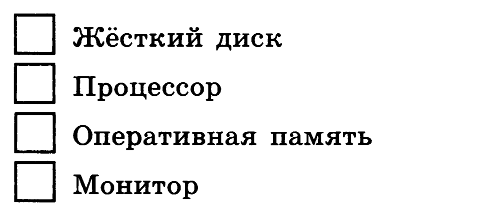 Жёсткий диск
Процессор
Оперативная память
Монитор